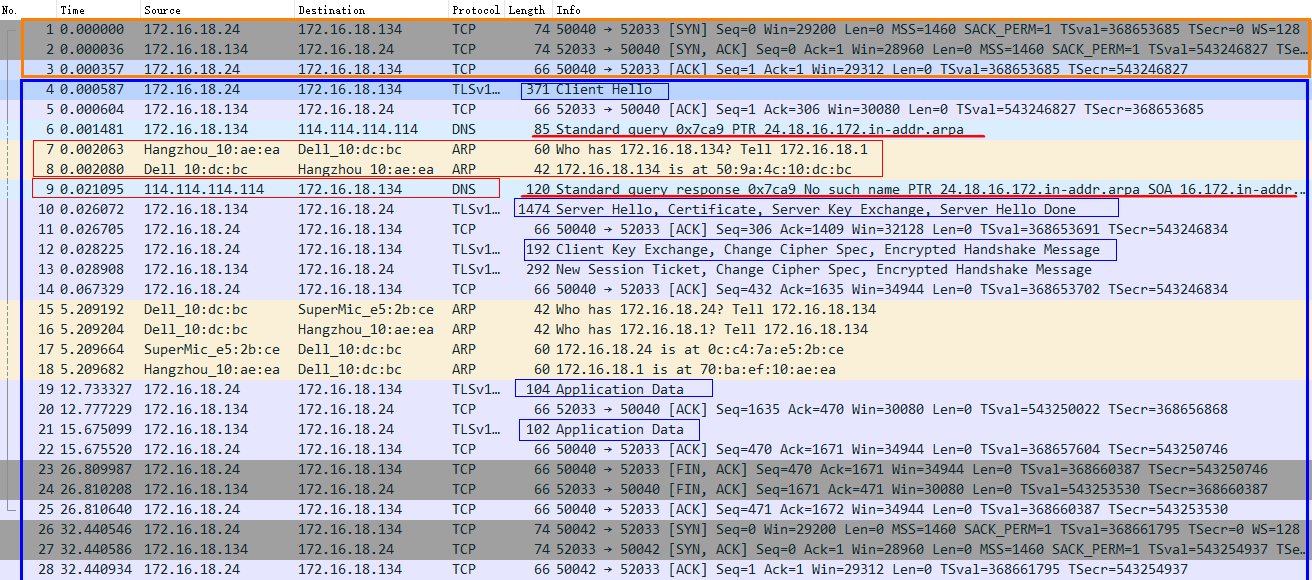 No. Time Source Destination Protocol Length Info
1 0.000000 172.16.18.24 172.16.18.134 TCP 74 50040 → 52033 [SYN] Seq=0 Win=29200 Len=0 MSS=1460 SACK_PERM=1 TSval=368653685 TSecr=0 WS=128
2 0.000036 172.16.18.134 172.16.18.24 TCP 74 52033 → 50040 [SYN, ACK] Seq=0 Ack=1 Win=28960 Len=0 MSS=1460 SACK_PERM=1 TSval=543246827 TSe…
3 0.000357 172.16.18.24 172.16.18.134 TCP 66 50040 → 52033 [ACK] Seq=1 Ack=1 Win=29312 Len=0 TSval=368653685 TSecr=543246827
4 0.000587 172.16.18.24 172.16.18.134 TLSv1… 371 Client Hello
5 0.000604 172.16.18.134 172.16.18.24 TCP 66 52033 → 50040 [ACK] Seq=1 Ack=306 Win=30080 Len=0 TSval=543246827 TSecr=368653685
6 0.001481 172.16.18.134 114.114.114.114 DNS 85 Standard query 0x7ca9 PTR 24.18.16.172.in-addr.arpa
7 0.002063 Hangzhou_10:ae:ea Dell_10:dc:bc ARP 60 Who has 172.16.18.134? Tell 172.16.18.1
8 0.002080 Dell_10:dc:bc Hangzhou_10:ae:ea ARP 42 172.16.18.134 is at 50:9a:4c:10:dc:bc
9 0.021095 114.114.114.114 172.16.18.134 DNS 120 Standard query response 0x7ca9 No such name PTR 24.18.16.172.in-addr.arpa SOA 16.172.in-addr…
10 0.026072 172.16.18.134 172.16.18.24 TLSv1… 1474 Server Hello, Certificate, Server Key Exchange, Server Hello Done
11 0.026705 172.16.18.24 172.16.18.134 TCP 66 50040 → 52033 [ACK] Seq=306 Ack=1409 Win=32128 Len=0 TSval=368653691 TSecr=543246834
12 0.028225 172.16.18.24 172.16.18.134 TLSv1… 192 Client Key Exchange, Change Cipher Spec, Encrypted Handshake Message
13 0.028908 172.16.18.134 172.16.18.24 TLSv1… 292 New Session Ticket, Change Cipher Spec, Encrypted Handshake Message
14 0.067329 172.16.18.24 172.16.18.134 TCP 66 50040 → 52033 [ACK] Seq=432 Ack=1635 Win=34944 Len=0 TSval=368653702 TSecr=543246834
15 5.209192 Dell_10:dc:bc SuperMic_e5:2b:ce ARP 42 Who has 172.16.18.24? Tell 172.16.18.134
16 5.209204 Dell_10:dc:bc Hangzhou_10:ae:ea ARP 42 Who has 172.16.18.1? Tell 172.16.18.134
17 5.209664 SuperMic_e5:2b:ce Dell_10:dc:bc ARP 60 172.16.18.24 is at 0c:c4:7a:e5:2b:ce
18 5.209682 Hangzhou_10:ae:ea Dell_10:dc:bc ARP 60 172.16.18.1 is at 70:ba:ef:10:ae:ea
19 12.733327 172.16.18.24 172.16.18.134 TLSv1… 104 Application Data
20 12.777229 172.16.18.134 172.16.18.24 TCP 66 52033 → 50040 [ACK] Seq=1635 Ack=470 Win=30080 Len=0 TSval=543250022 TSecr=368656868
21 15.675099 172.16.18.134 172.16.18.24 TLSv1… 102 Application Data
22 15.675520 172.16.18.24 172.16.18.134 TCP 66 50040 → 52033 [ACK] Seq=470 Ack=1671 Win=34944 Len=0 TSval=368657604 TSecr=543250746
23 26.809987 172.16.18.24 172.16.18.134 TCP 66 50040 → 52033 [FIN, ACK] Seq=470 Ack=1671 Win=34944 Len=0 TSval=368660387 TSecr=543250746
24 26.810208 172.16.18.134 172.16.18.24 TCP 66 52033 → 50040 [FIN, ACK] Seq=1671 Ack=471 Win=30080 Len=0 TSval=543253530 TSecr=368660387
25 26.810640 172.16.18.24 172.16.18.134 TCP 66 50040 → 52033 [ACK] Seq=471 Ack=1672 Win=34944 Len=0 TSval=368660387 TSecr=543253530
26 32.440546 172.16.18.24 172.16.18.134 TCP 74 50042 → 52033 [SYN] Seq=0 Win=29200 Len=0 MSS=1460 SACK_PERM=1 TSval=368661795 TSecr=0 WS=128
27 32.440586 172.16.18.134 172.16.18.24 TCP 74 52033 → 50042 [SYN, ACK] Seq=0 Ack=1 Win=28960 Len=0 MSS=1460 SACK_PERM=1 TSval=543254937 TSe…
28 32.440934 172.16.18.24 172.16.18.134 TCP 66 50042 → 52033 [ACK] Seq=1 Ack=1 Win=29312 Len=0 TSval=368661795 TSecr=543254937